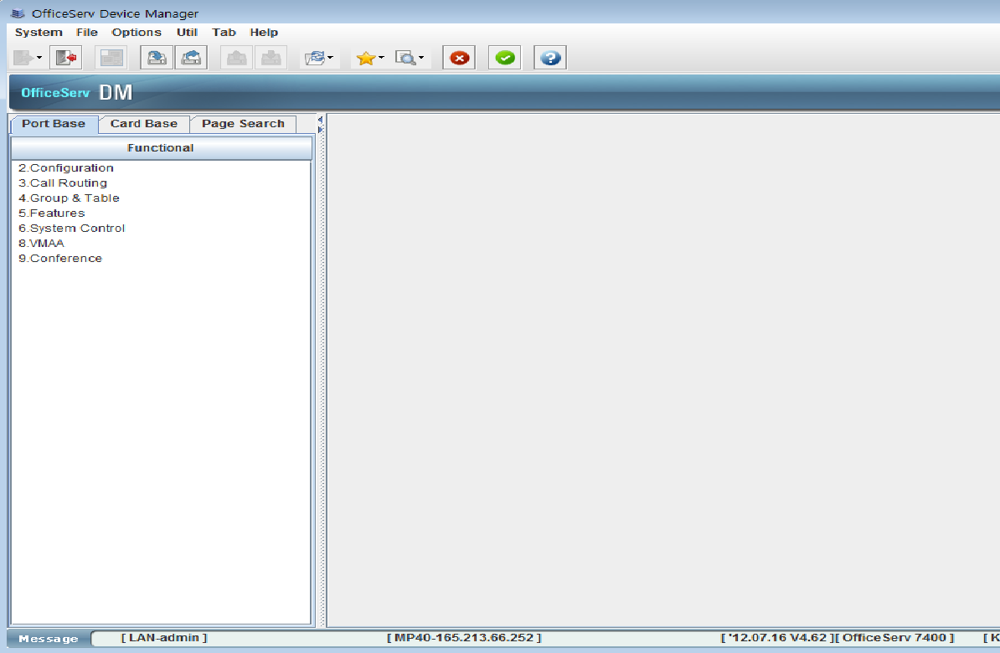 OfficeServ Device Manager
System File Options Util Tab Help
OfficeServ DM
Port Base Card Base Page Search
Functional
2.Configuration
3.Call Routing
4.Group & Table
5.Features
6.System Control
8.VMAA
9.Conference
Message [ LAN-admin ] [ MP40-165.213.66.252 ] [ '12.07.16 V4.62 ][ OfficeServ 7400 ] [ K